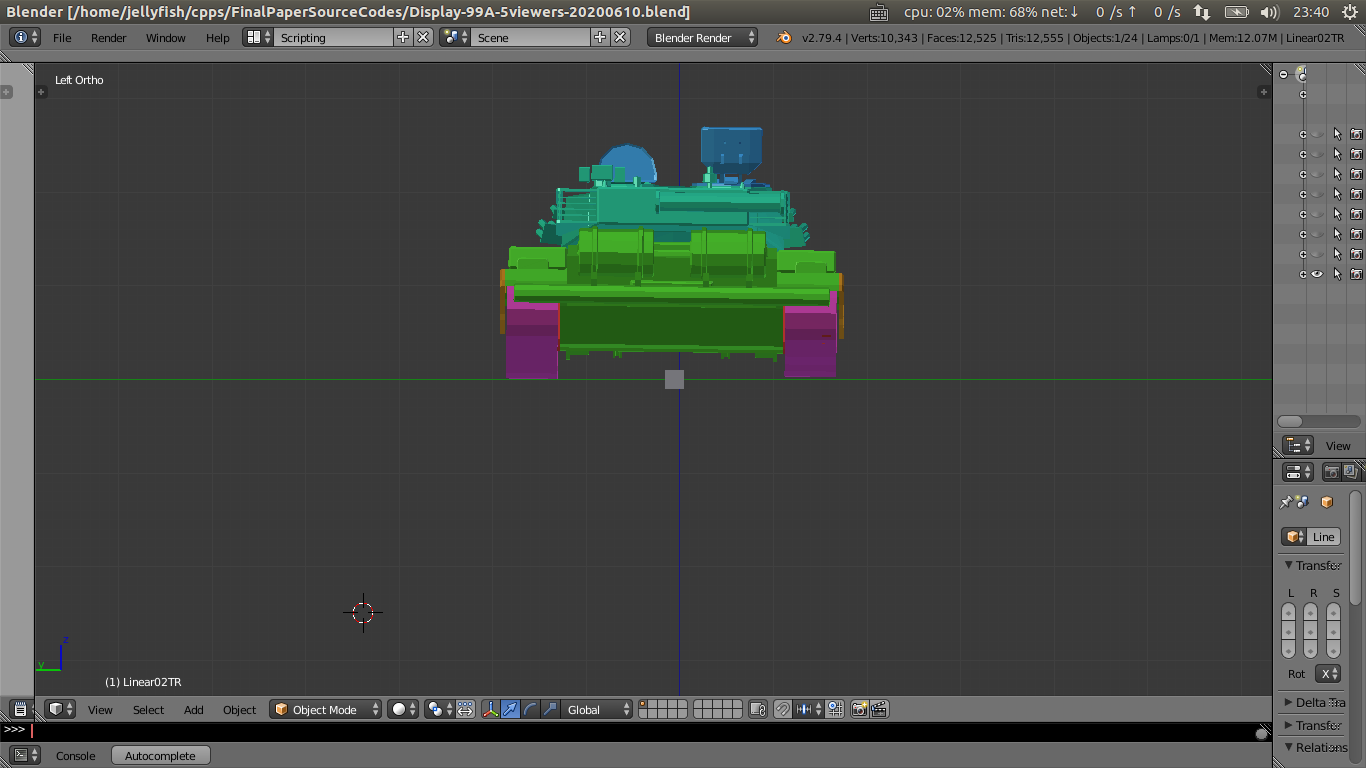 Blender [/home/jellyfish/cpps/FinalPaperSourceCodes/Display-99A-5viewers-20200610.blend]
cpu: 02% mem: 68% net:↓ 0 /s ↑ 0 /s 23:40
File Render Window Help Scripting Scene Blender Render v2.79.4 | Verts:10,343 | Faces:12,525 | Tris:12,555 | Objects:1/24 | Lamps:0/1 | Mem:12.07M | Linear02TR
Left Ortho
View
Line
Transfor
L R S
z
y
Rot X
(1) Linear02TR
Delta Tra
View Select Add Object Object Mode Global
Transfor
>>>
Relations
Console Autocomplete